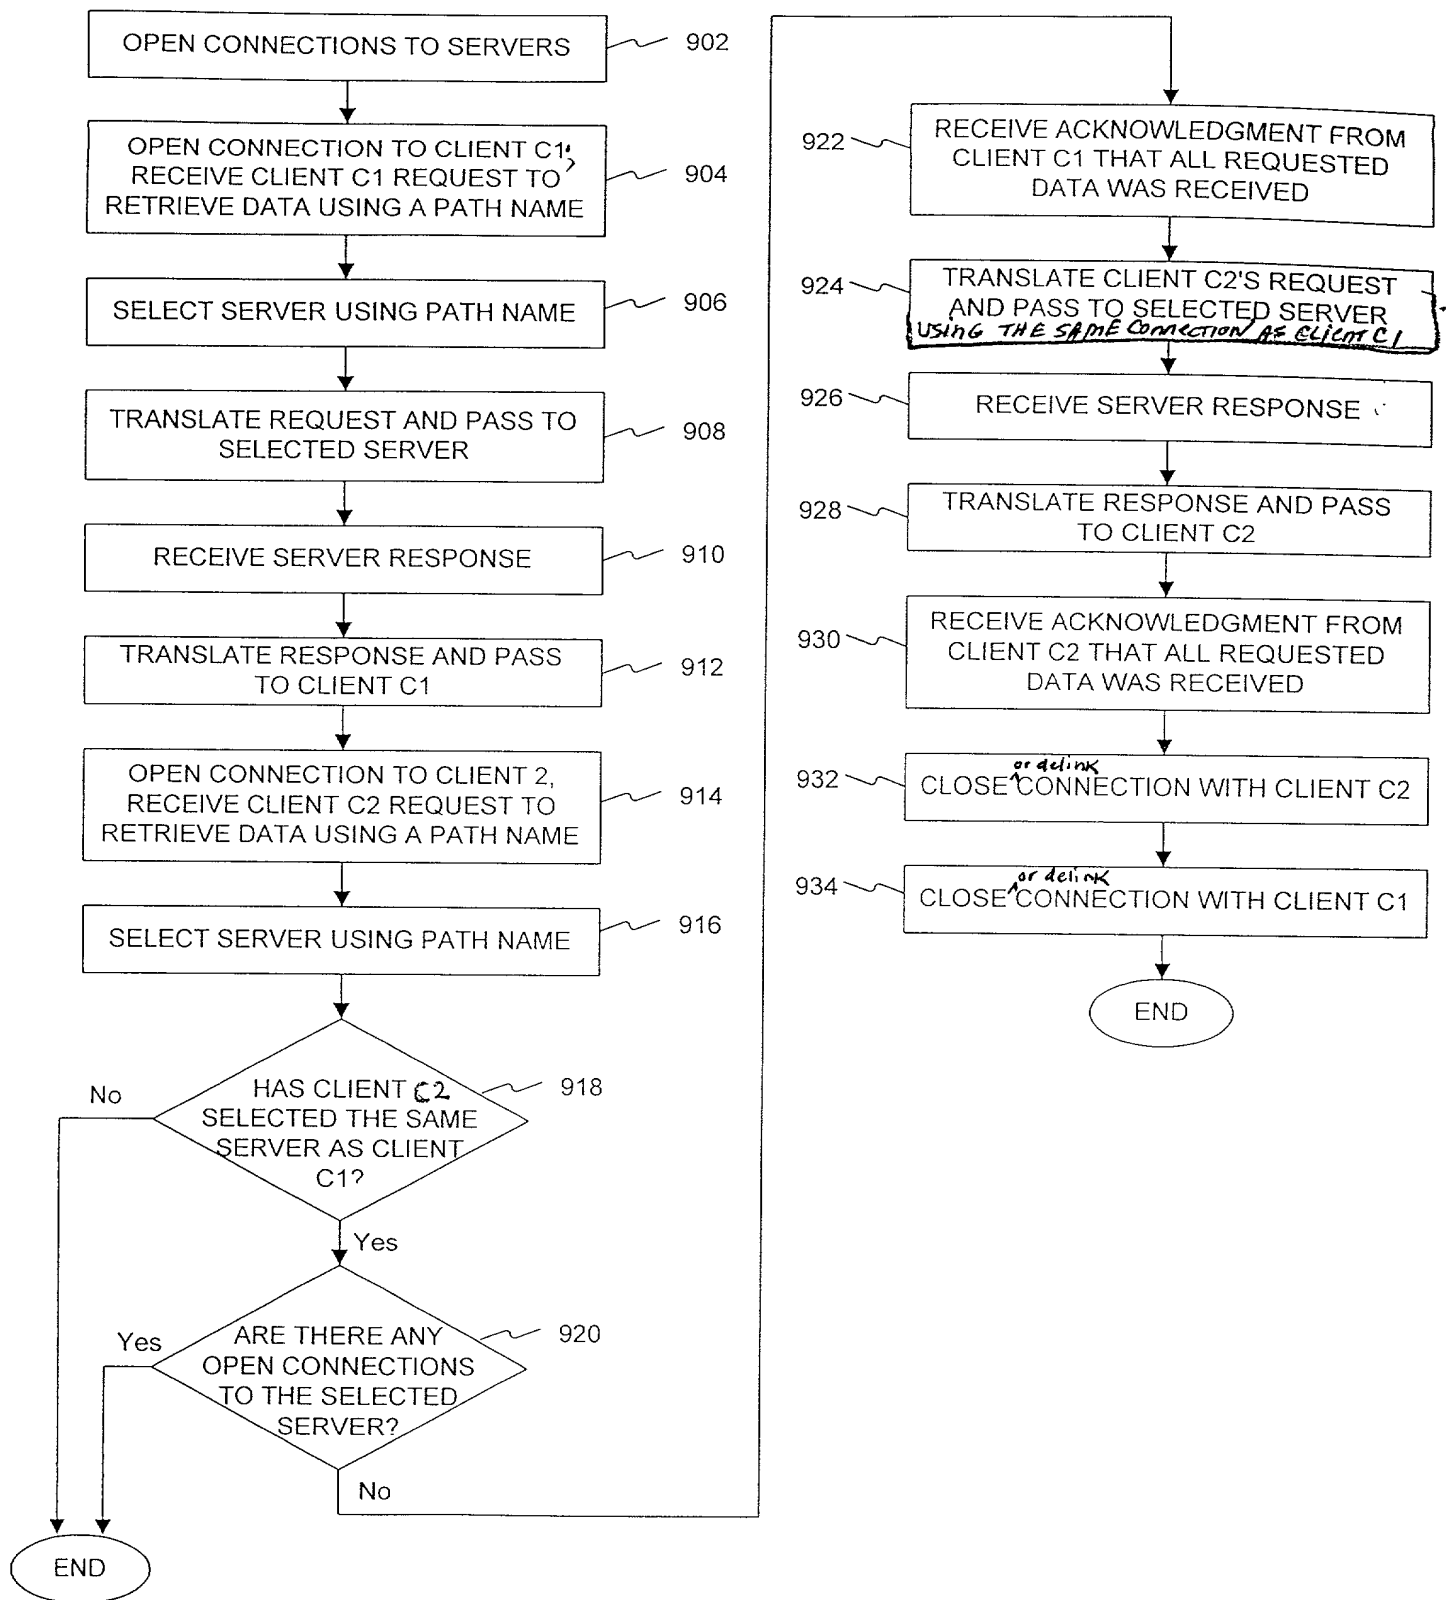 OPEN CONNECTIONS TO SERVERS
902
OPEN CONNECTION TO CLIENT C1;
RECEIVE CLIENT C1 REQUEST TO
RETRIEVE DATA USING A PATH NAME
904
SELECT SERVER USING PATH NAME
906
TRANSLATE REQUEST AND PASS TO
SELECTED SERVER
908
RECEIVE SERVER RESPONSE
910
TRANSLATE RESPONSE AND PASS
TO CLIENT C1
912
OPEN CONNECTION TO CLIENT 2,
RECEIVE CLIENT C2 REQUEST TO
RETRIEVE DATA USING A PATH NAME
914
SELECT SERVER USING PATH NAME
916
HAS CLIENT C2
SELECTED THE SAME
SERVER AS CLIENT
C1?
918
No
Yes
ARE THERE ANY
OPEN CONNECTIONS
TO THE SELECTED
SERVER?
920
Yes
No
END
922
RECEIVE ACKNOWLEDGMENT FROM
CLIENT C1 THAT ALL REQUESTED
DATA WAS RECEIVED
924
TRANSLATE CLIENT C2'S REQUEST
AND PASS TO SELECTED SERVER
USING THE SAME CONNECTION AS CLIENT C1
926
RECEIVE SERVER RESPONSE
928
TRANSLATE RESPONSE AND PASS
TO CLIENT C2
930
RECEIVE ACKNOWLEDGMENT FROM
CLIENT C2 THAT ALL REQUESTED
DATA WAS RECEIVED
932
or delink
CLOSE CONNECTION WITH CLIENT C2
934
or delink
CLOSE CONNECTION WITH CLIENT C1
END